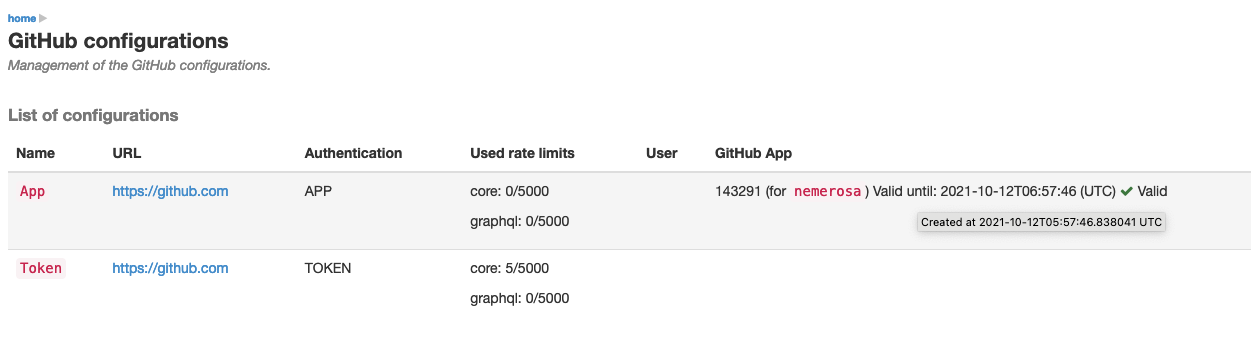 home
GitHub configurations
Management of the GitHub configurations.
List of configurations
Name URL Authentication Used rate limits User GitHub App
App https://github.com APP core: 0/5000 143291 (for nemerosa ) Valid until: 2021-10-12T06:57:46 (UTC) ✔ Valid
graphql: 0/5000 Created at 2021-10-12T05:57:46.838041 UTC
Token https://github.com TOKEN core: 5/5000
graphql: 0/5000